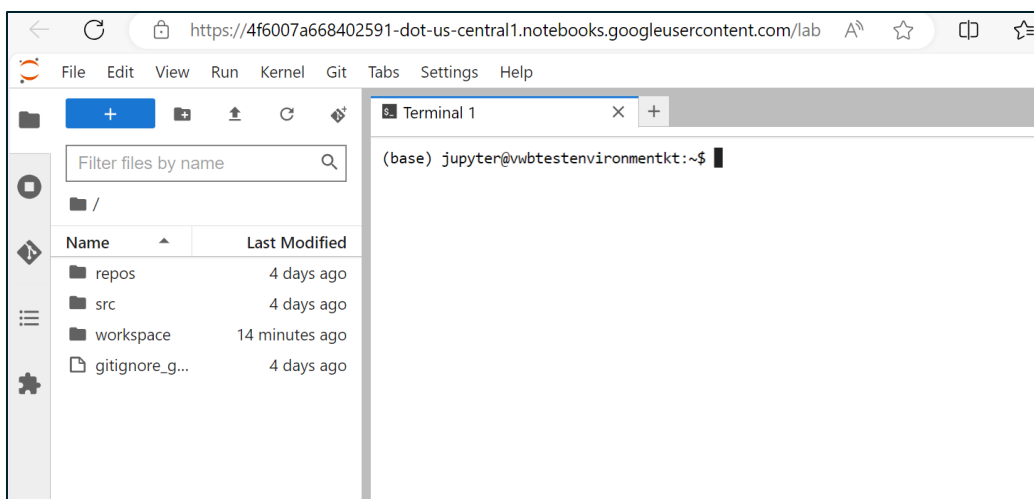 https://4f6007a668402591-dot-us-central1.notebooks.googleusercontent.com/lab A
File Edit View Run Kernel Git Tabs Settings Help
+
Terminal 1
Filter files by name
(base) jupyter@vwbtestenvironmentkt:~$
/
Name Last Modified
repos 4 days ago
src 4 days ago
workspace 14 minutes ago
gitignore_g... 4 days ago